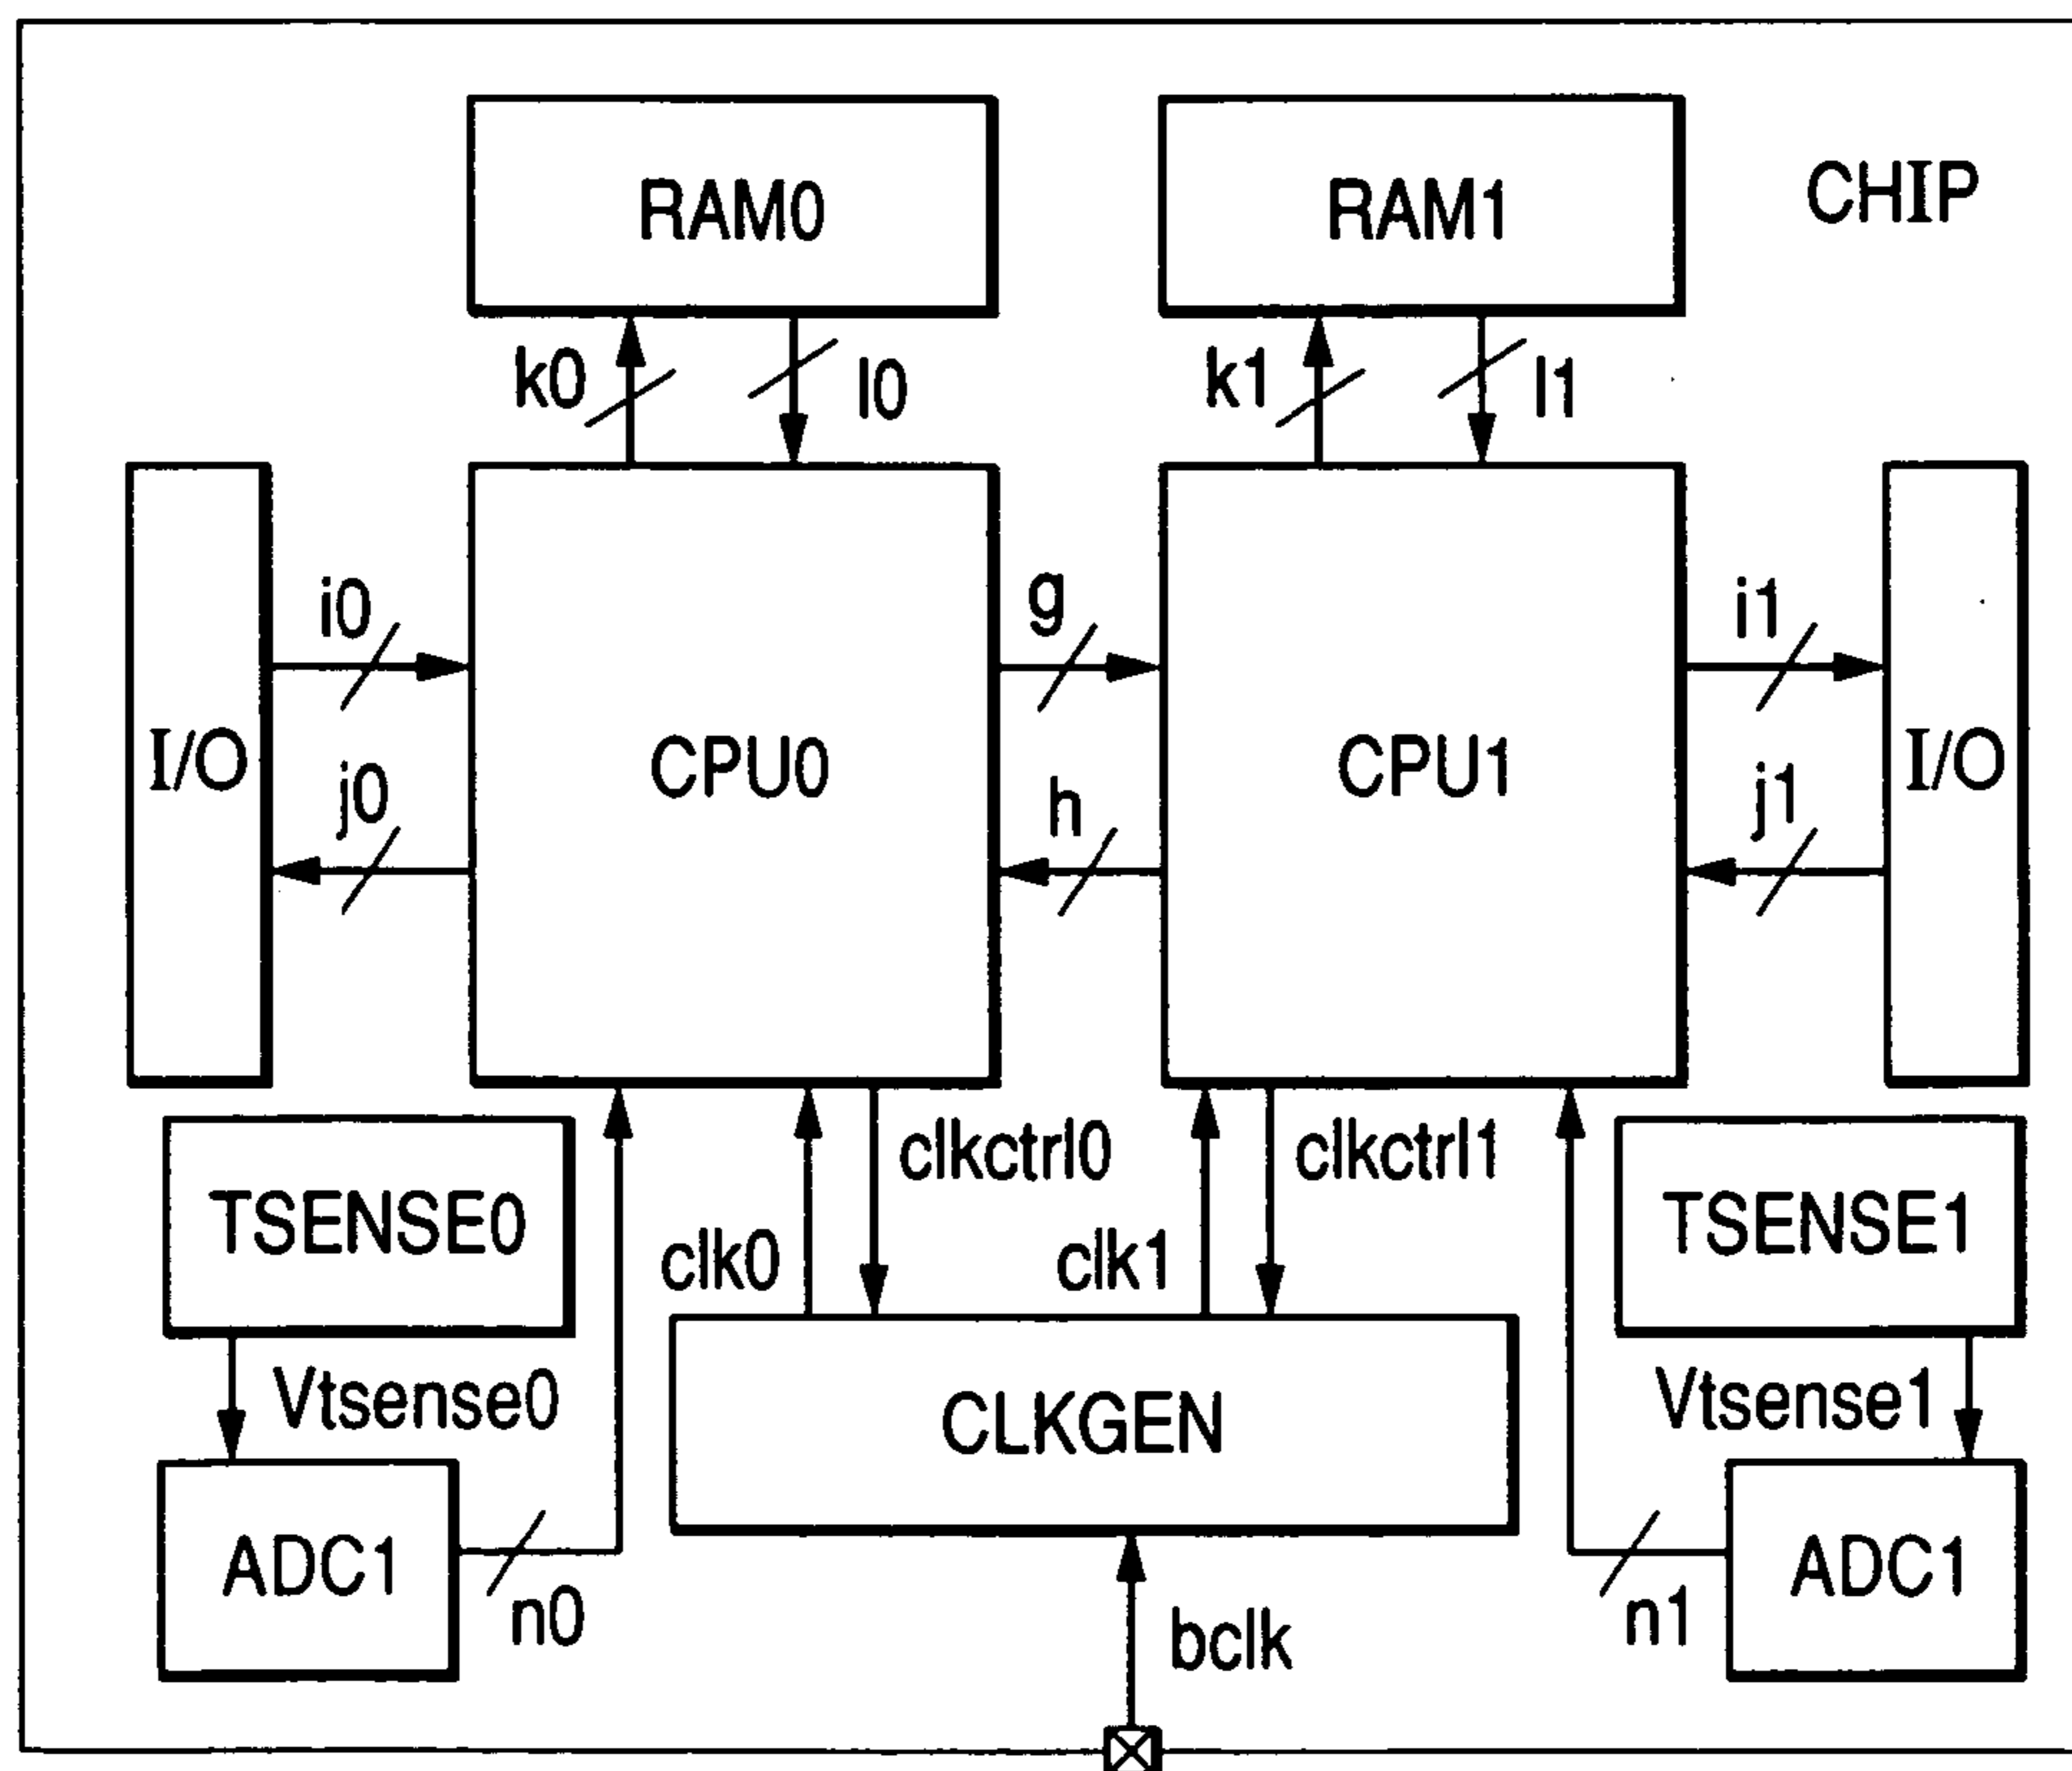 RAM0
RAM1
CHIP
k0
l0
k1
l1
i0
g
i1
I/O
CPU0
CPU1
I/O
j0
h
j1
clkctrl0
clkctrl1
TSENSE0
TSENSE1
clk0
clk1
Vtsense0
CLKGEN
Vtsense1
ADC1
ADC1
n0
n1
bclk